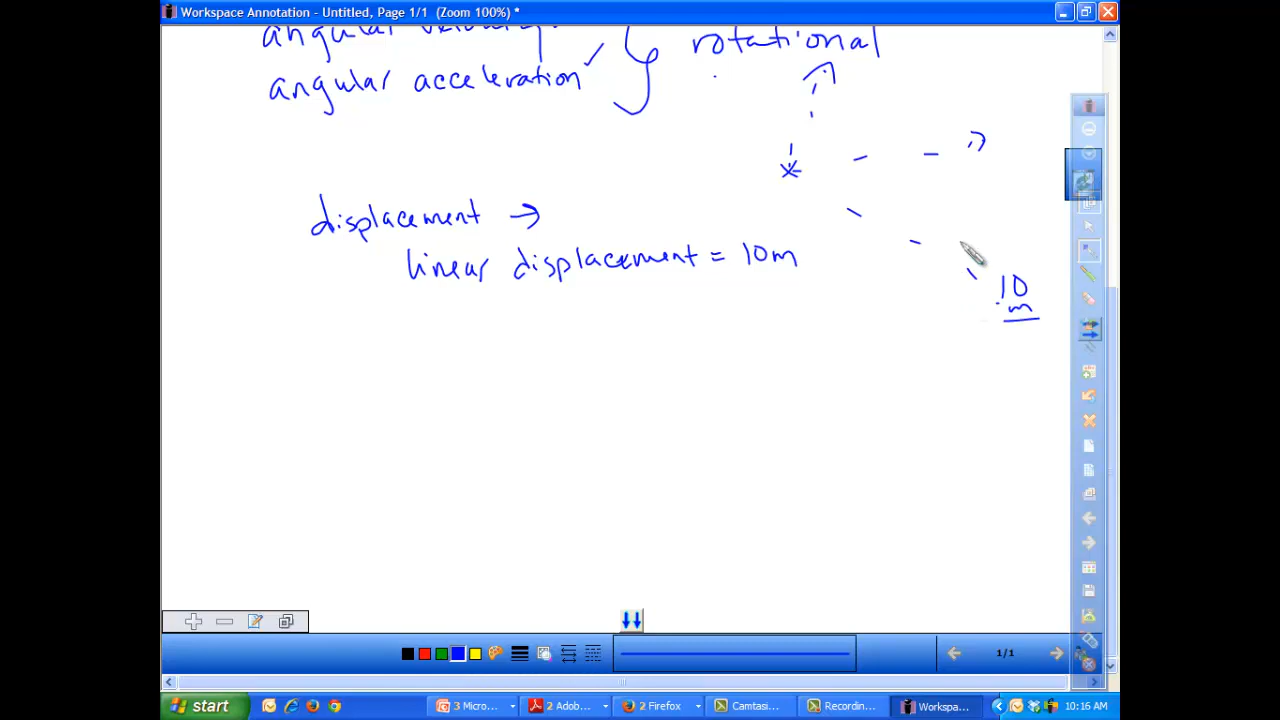 Workspace Annotation - Untitled, Page 1/1 (Zoom 100%) *
angular
rotational
angular acceleration
displacement →
linear displacement = 10m
10
m
1/1
start
3 Micro...
2 Adob...
2 Firefox
Camtasi...
Recordin...
Workspa...
10:16 AM